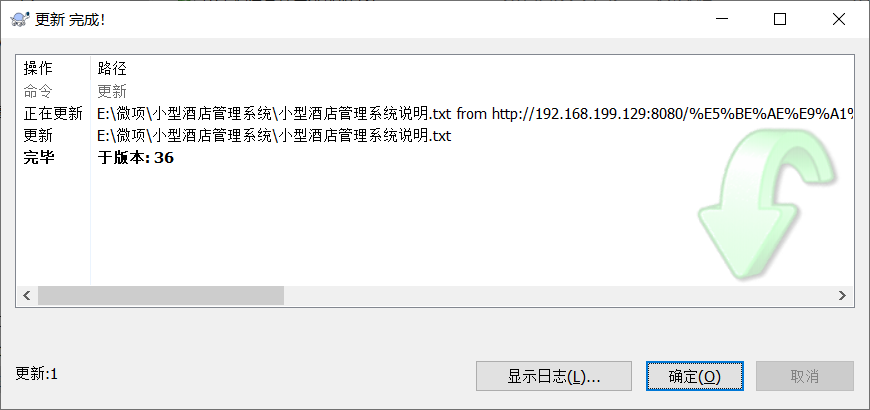 更新 完成!
操作 路径
命令 更新
正在更新 E:\微项\小型酒店管理系统\小型酒店管理系统说明.txt from http://192.168.199.129:8080/%E5%BE%AE%E9%A1%
更新 E:\微项\小型酒店管理系统\小型酒店管理系统说明.txt
完毕 于版本: 36
更新:1
显示日志(L)... 确定(O) 取消